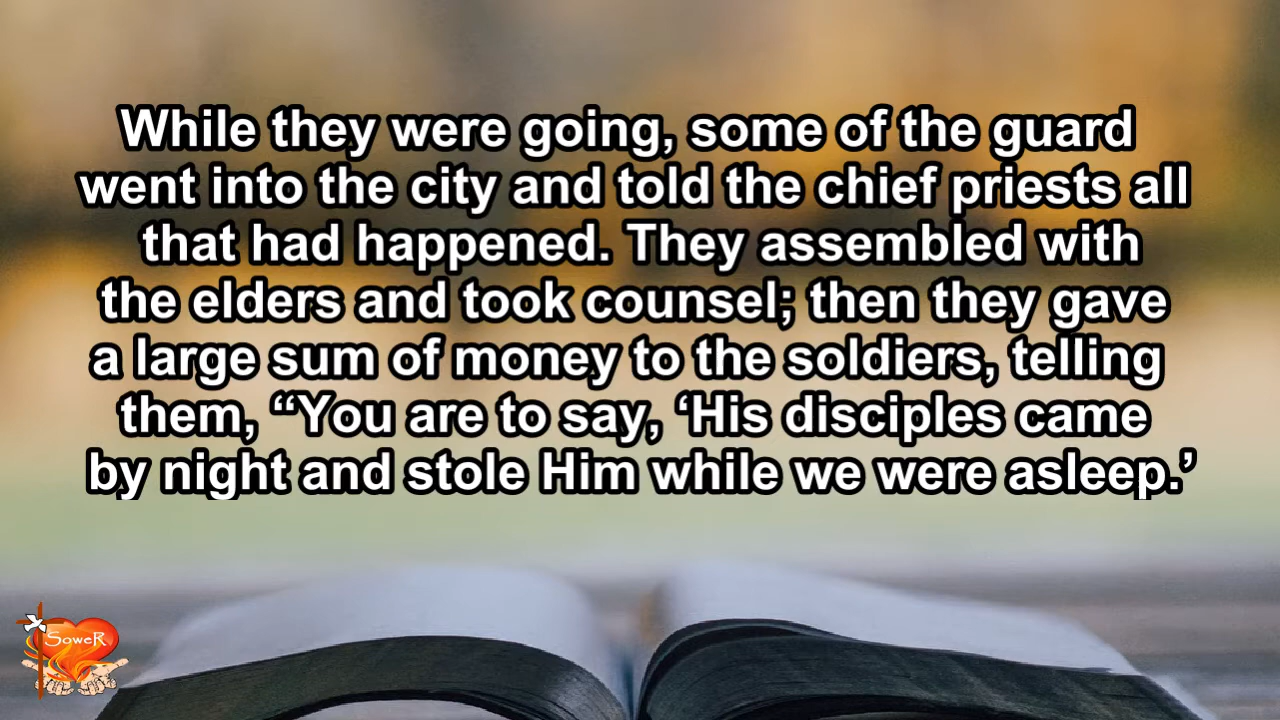 While they were going, some of the guard
went into the city and told the chief priests all
that had happened. They assembled with
the elders and took counsel; then they gave
a large sum of money to the soldiers, telling
them, “You are to say, ‘His disciples came
by night and stole Him while we were asleep.’
SoweR